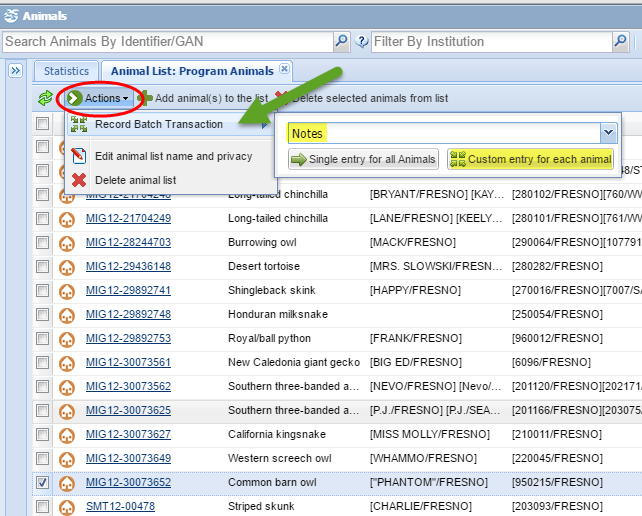 Animals
Search Animals By Identifier/GAN Filter By Institution
Statistics Animal List: Program Animals
Actions Add animal(s) to the list Delete selected animals from list
Record Batch Transaction
Notes
Edit animal list name and privacy Single entry for all Animals Custom entry for each animal
Delete animal list
Long-tailed chinchilla [BRYANT/FRESNO] [KAY... [280102/FRESNO][760/WV
MIG12-21704249 Long-tailed chinchilla [LANE/FRESNO] [KEELY... [280101/FRESNO][761/WV
MIG12-28244703 Burrowing owl [MACK/FRESNO] [290064/FRESNO][107791
MIG12-29436148 Desert tortoise [MRS. SLOWSKI/FRESN... [280282/FRESNO]
MIG12-29892741 Shingleback skink [HAPPY/FRESNO] [270016/FRESNO][7007/S/
MIG12-29892748 Honduran milksnake [250054/FRESNO]
MIG12-29892753 Royal/ball python [FRANK/FRESNO] [960012/FRESNO]
MIG12-30073561 New Caledonia giant gecko [BIG ED/FRESNO] [6096/FRESNO]
MIG12-30073562 Southern three-banded a... [NEVO/FRESNO] [Nevo/... [201120/FRESNO][202171
MIG12-30073625 Southern three-banded a... [P.J./FRESNO] [P.J./SEA... [201166/FRESNO][203075
MIG12-30073627 California kingsnake [MISS MOLLY/FRESNO] [210011/FRESNO]
MIG12-30073649 Western screech owl [WHAMMO/FRESNO] [220045/FRESNO]
MIG12-30073652 Common barn owl ["PHANTOM"/FRESNO] [950215/FRESNO]
SMT12-00478 Striped skunk [CHARLIE/FRESNO] [203093/FRESNO]